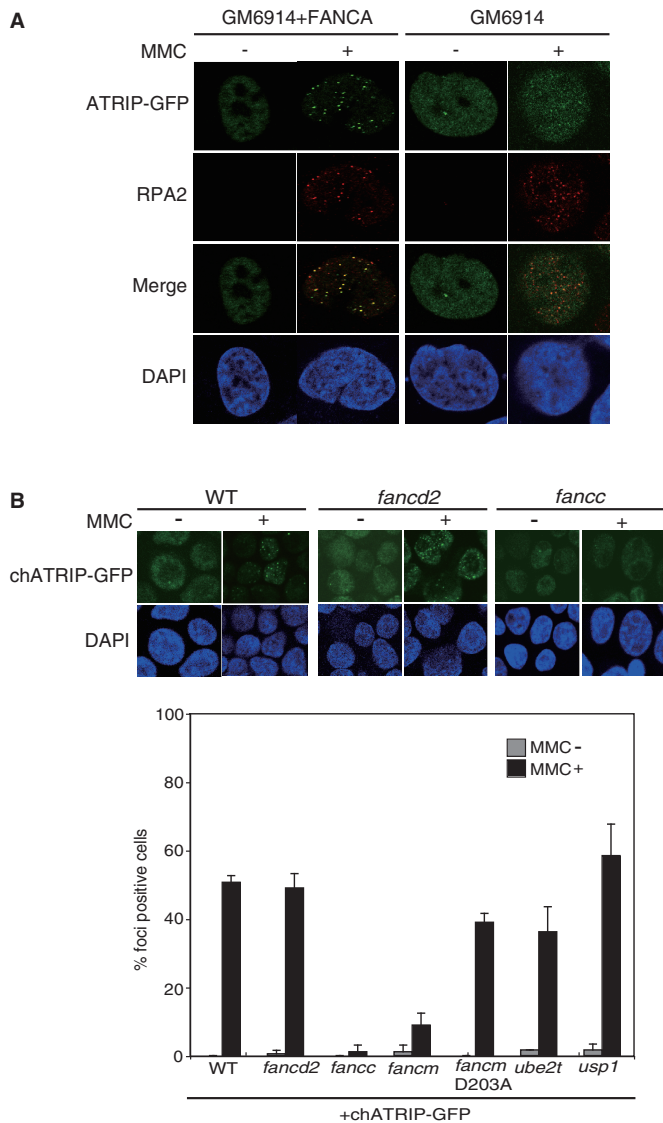 A
GM6914+FANCA GM6914
MMC - + - +
ATRIP-GFP
RPA2
Merge
DAPI
B
WT fancd2 fancc
MMC - + - + - +
chATRIP-GFP
DAPI
100
80
60
40
20
0
% foci positive cells
MMC -
MMC +
WT fancd2 fancc fancm fancm ube2t usp1
D203A
+chATRIP-GFP